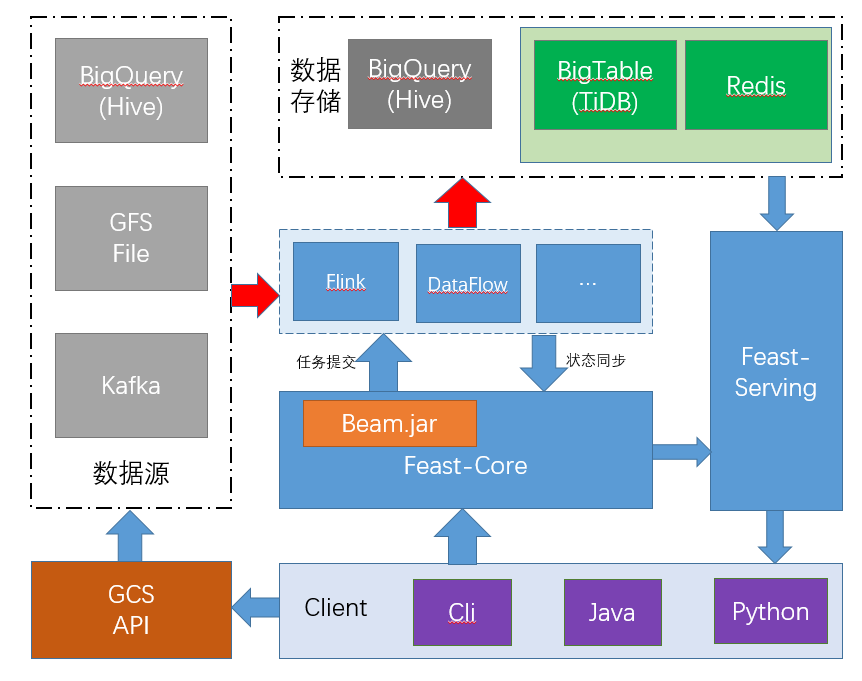 BigQuery
(Hive)
GFS
File
Kafka
数据源
数据
存储
BigQuery
(Hive)
BigTable
(TiDB)
Redis
Flink
DataFlow
...
任务提交
状态同步
Beam.jar
Feast-Core
Feast-
Serving
GCS
API
Client
Cli
Java
Python